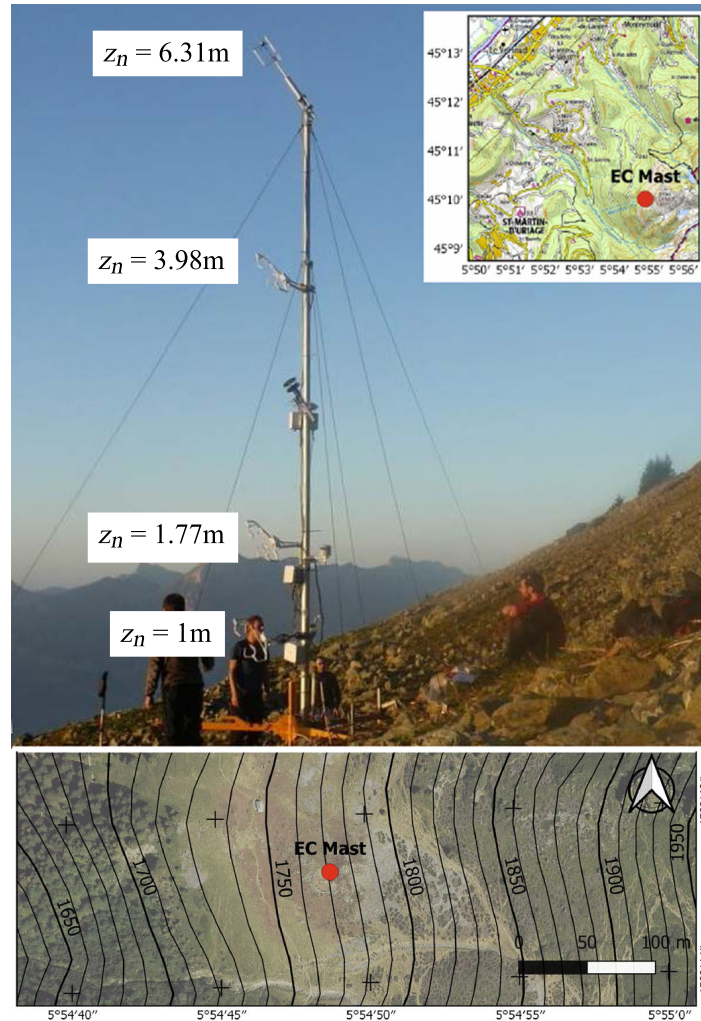 z_n = 6.31m
45°13′
45°12′
45°11′
EC Mast
45°10′
ST-MARTIN
-D'URIAGE
45°9′
5°50′ 5°51′ 5°52′ 5°53′ 5°54′ 5°55′ 5°56′
z_n = 3.98m
z_n = 1.77m
z_n = 1m
EC Mast
1650
1700
1750
1800
1850
1900
1950
0 50 100 m
5°54′40″ 5°54′45″ 5°54′50″ 5°54′55″ 5°55′0″